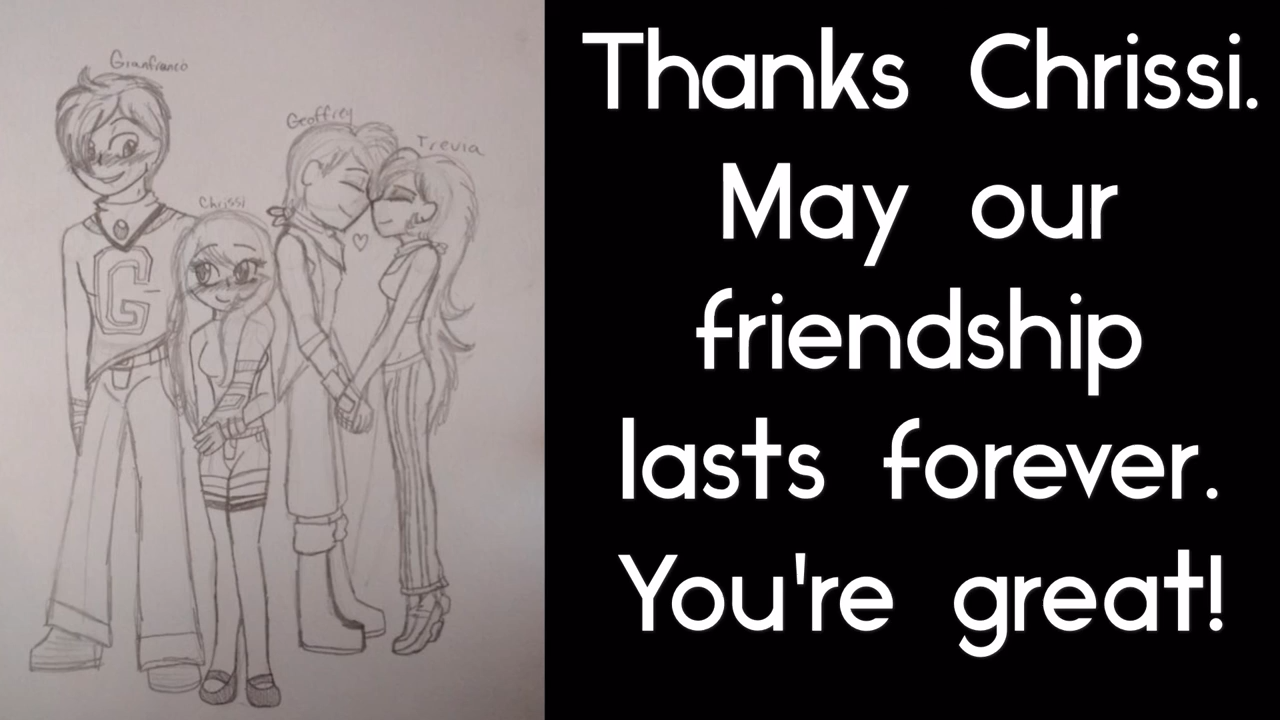 Gianfranco
Geoffrey
Trevia
Chrissi
G
Thanks Chrissi.
May our
friendship
lasts forever.
You're great!